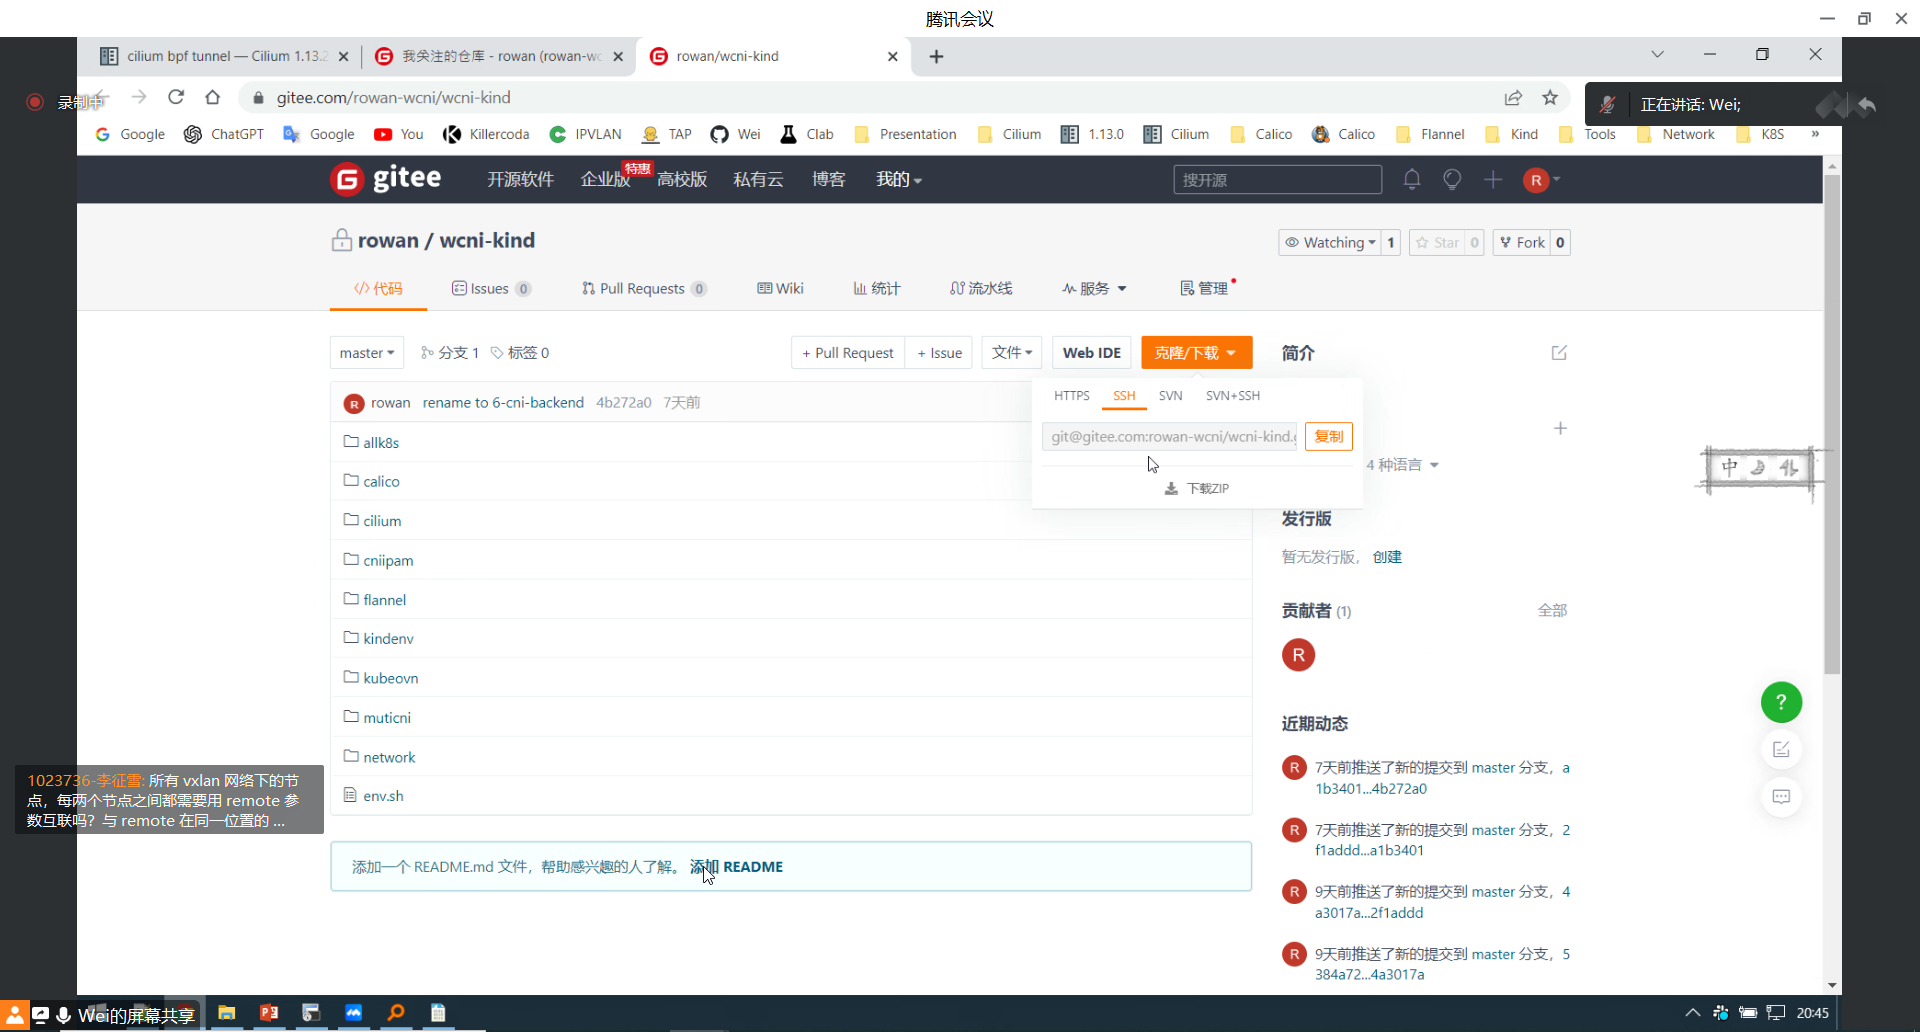 腾讯会议
cilium bpf tunnel — Cilium 1.13.2
我关注的仓库 - rowan (rowan-wc
rowan/wcni-kind
录制中
gitee.com/rowan-wcni/wcni-kind
正在讲话: Wei;
Google ChatGPT Google You Killercoda IPVLAN TAP Wei Clab Presentation Cilium 1.13.0 Cilium Calico Calico Flannel Kind Tools Network K8S »
gitee 开源软件 企业版 特惠 高校版 私有云 博客 我的 搜开源 R
rowan / wcni-kind
Watching 1 Star 0 Fork 0
代码 Issues 0 Pull Requests 0 Wiki 统计 流水线 服务 管理
master 分支 1 标签 0 + Pull Request + Issue 文件 Web IDE 克隆/下载 简介
HTTPS SSH SVN SVN+SSH
R rowan rename to 6-cni-backend 4b272a0 7天前
git@gitee.com:rowan-wcni/wcni-kind.g 复制
4 种语言
下载ZIP
allk8s
calico
cilium
cniipam
flannel
kindenv
kubeovn
muticni
network
env.sh
添加一个 README.md 文件，帮助感兴趣的人了解。 添加 README
发行版
暂无发行版， 创建
贡献者 (1) 全部
R
近期动态
R 7天前推送了新的提交到 master 分支，a
1b3401...4b272a0
R 7天前推送了新的提交到 master 分支，2
f1addd...a1b3401
R 9天前推送了新的提交到 master 分支，4
a3017a...2f1addd
R 9天前推送了新的提交到 master 分支，5
384a72...4a3017a
中
?
1023736-李征雪: 所有 vxlan 网络下的节
点，每两个节点之间都需要用 remote 参
数互联吗？与 remote 在同一位置的 ...
Wei的屏幕共享
20:45